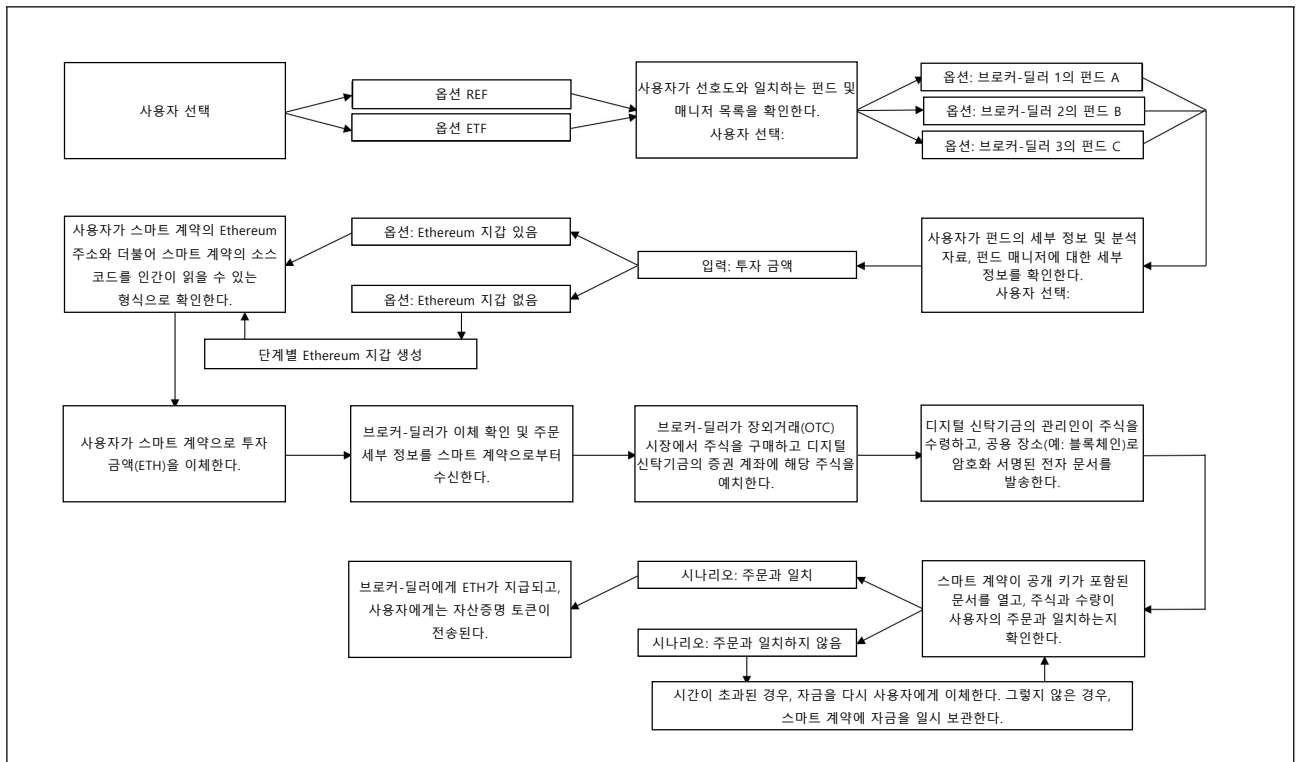 사용자 선택
옵션 REF
옵션 ETF
사용자가 선호도와 일치하는 펀드 및
매니저 목록을 확인한다.
사용자 선택:
옵션: 브로커-딜러 1의 펀드 A
옵션: 브로커-딜러 2의 펀드 B
옵션: 브로커-딜러 3의 펀드 C
사용자가 펀드의 세부 정보 및 분석
자료, 펀드 매니저에 대한 세부
정보를 확인한다.
사용자 선택:
입력: 투자 금액
옵션: Ethereum 지갑 있음
옵션: Ethereum 지갑 없음
단계별 Ethereum 지갑 생성
사용자가 스마트 계약의 Ethereum
주소와 더불어 스마트 계약의 소스
코드를 인간이 읽을 수 있는
형식으로 확인한다.
사용자가 스마트 계약으로 투자
금액(ETH)을 이체한다.
브로커-딜러가 이체 확인 및 주문
세부 정보를 스마트 계약으로부터
수신한다.
브로커-딜러가 장외거래(OTC)
시장에서 주식을 구매하고 디지털
신탁기금의 증권 계좌에 해당 주식을
예치한다.
디지털 신탁기금의 관리인이 주식을
수령하고, 공용 장소(예: 블록체인)로
암호화 서명된 전자 문서를
발송한다.
스마트 계약이 공개 키가 포함된
문서를 열고, 주식과 수량이
사용자의 주문과 일치하는지
확인한다.
시나리오: 주문과 일치
시나리오: 주문과 일치하지 않음
시간이 초과된 경우, 자금을 다시 사용자에게 이체한다. 그렇지 않은 경우,
스마트 계약에 자금을 일시 보관한다.
브로커-딜러에게 ETH가 지급되고,
사용자에게는 자산증명 토큰이
전송된다.